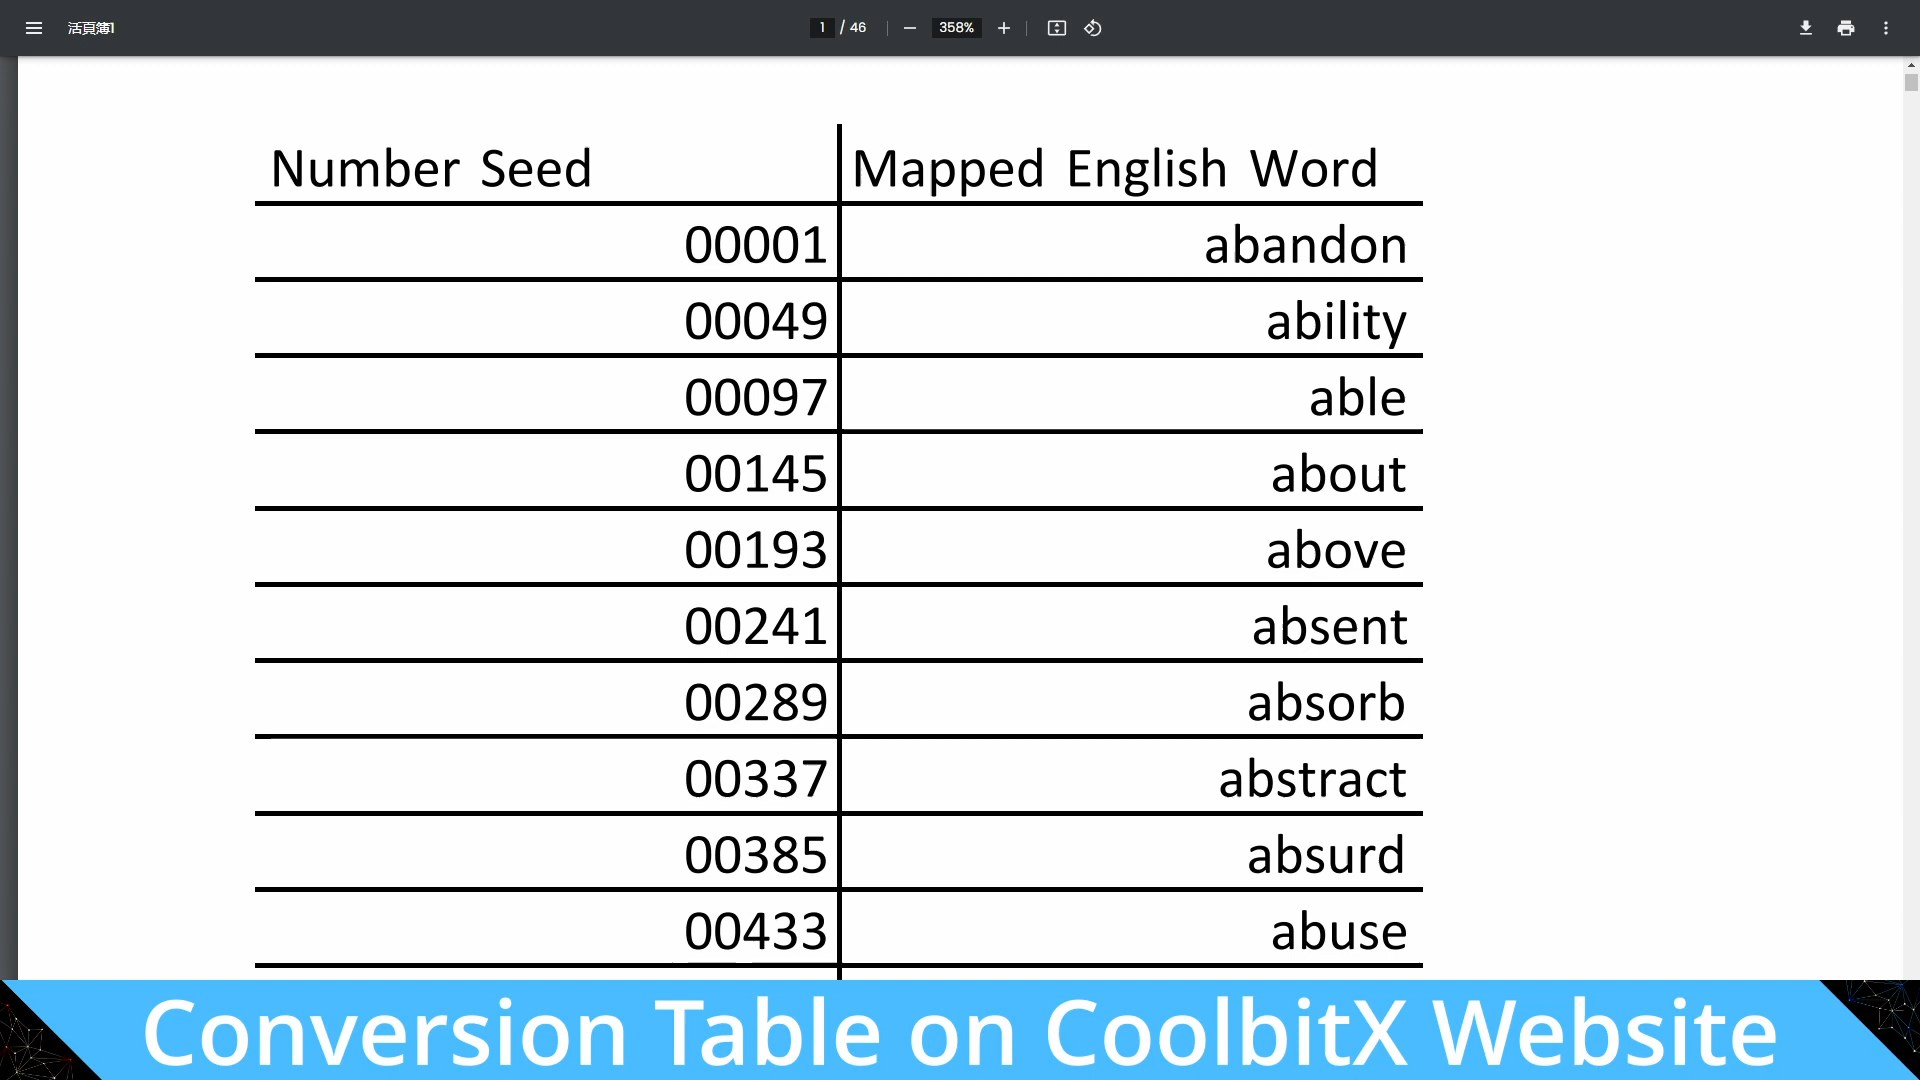 活頁簿1
1 / 46
358%
Number Seed Mapped English Word
00001 abandon
00049 ability
00097 able
00145 about
00193 above
00241 absent
00289 absorb
00337 abstract
00385 absurd
00433 abuse
Conversion Table on CoolbitX Website